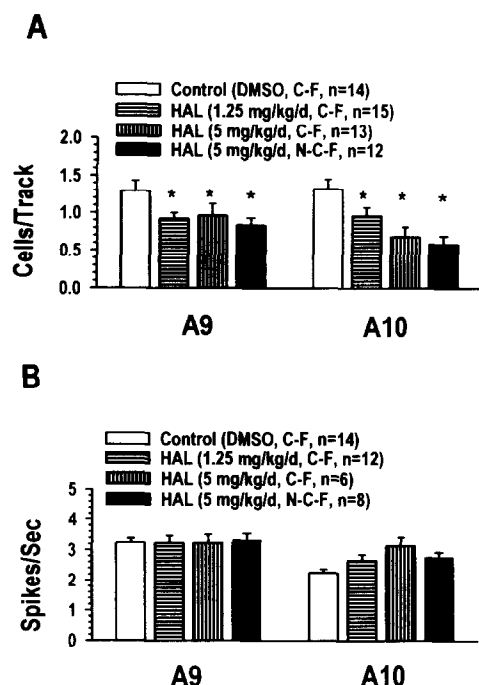 A
Control (DMSO, C-F, n=14)
HAL (1.25 mg/kg/d, C-F, n=15)
HAL (5 mg/kg/d, C-F, n=13)
HAL (5 mg/kg/d, N-C-F, n=12
2.0
1.5
1.0
0.5
0.0
Cells/Track
* * *
* * *
A9 A10
B
Control (DMSO, C-F, n=14)
HAL (1.25 mg/kg/d, C-F, n=12)
HAL (5 mg/kg/d, C-F, n=6)
HAL (5 mg/kg/d, N-C-F, n=8)
5
4
3
2
1
0
Spikes/Sec
A9 A10